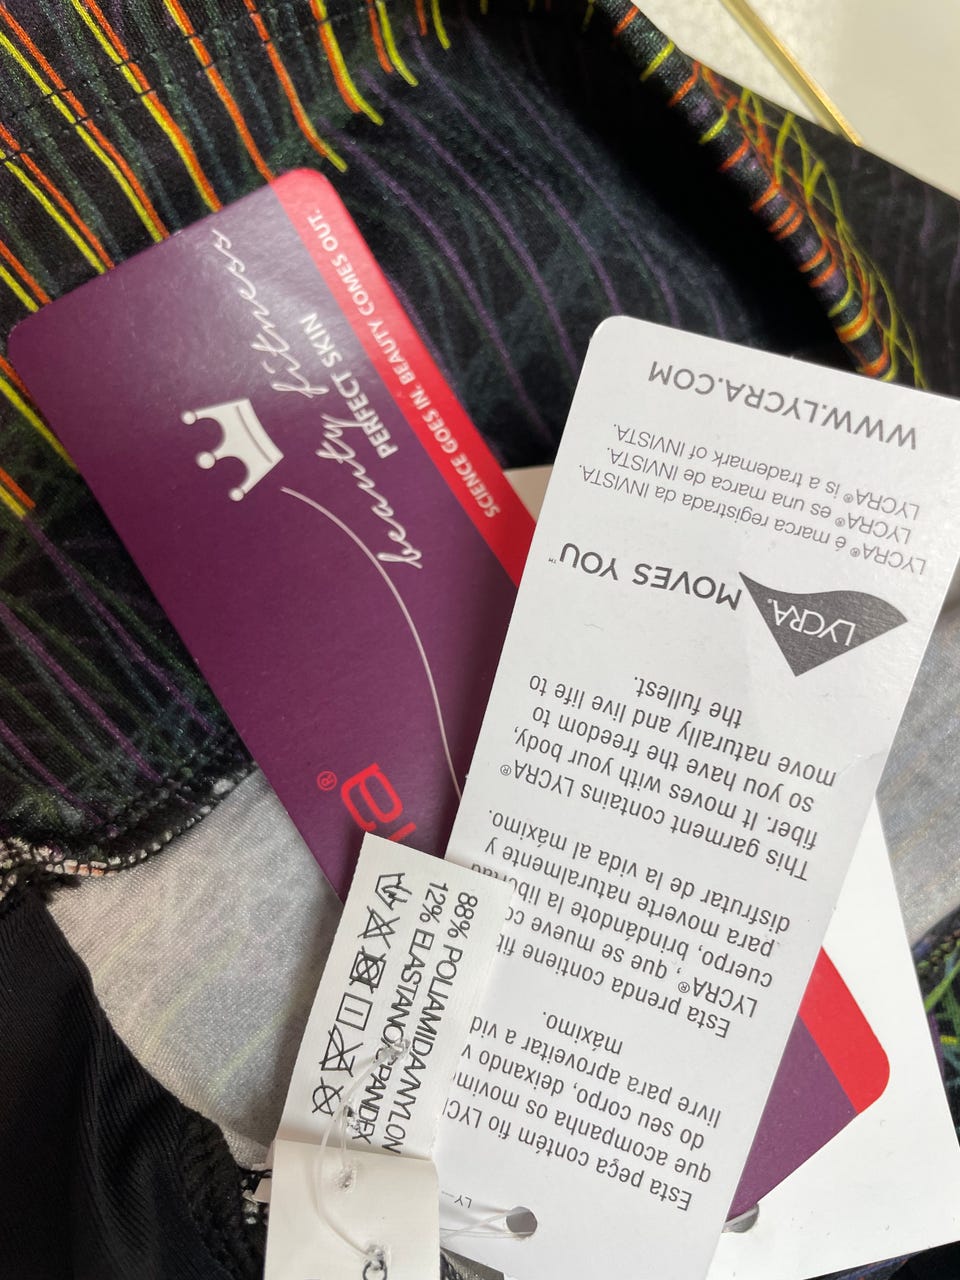 beauty fitness
PERFECT SKIN
SCIENCE GOES IN. BEAUTY COMES OUT.
®
Esta peça contém fio LYC
que acompanha os movim
do seu corpo, deixando v
livre para aproveitar a vid
máximo.
Esta prenda contiene fib
LYCRA®, que se mueve co
cuerpo, brindándote la libertad
para moverte naturalmente y
disfrutar de la vida al máximo.
This garment contains LYCRA®
fiber. It moves with your body,
so you have the freedom to
move naturally and live life to
the fullest.
LYCRA. MOVES YOU™
LYCRA® é marca registrada da INVISTA.
LYCRA® es una marca de INVISTA.
LYCRA® is a trademark of INVISTA.
WWW.LYCRA.COM
88% POLIAMIDA/NYLON
12% ELASTANO/SPANDEX
LY